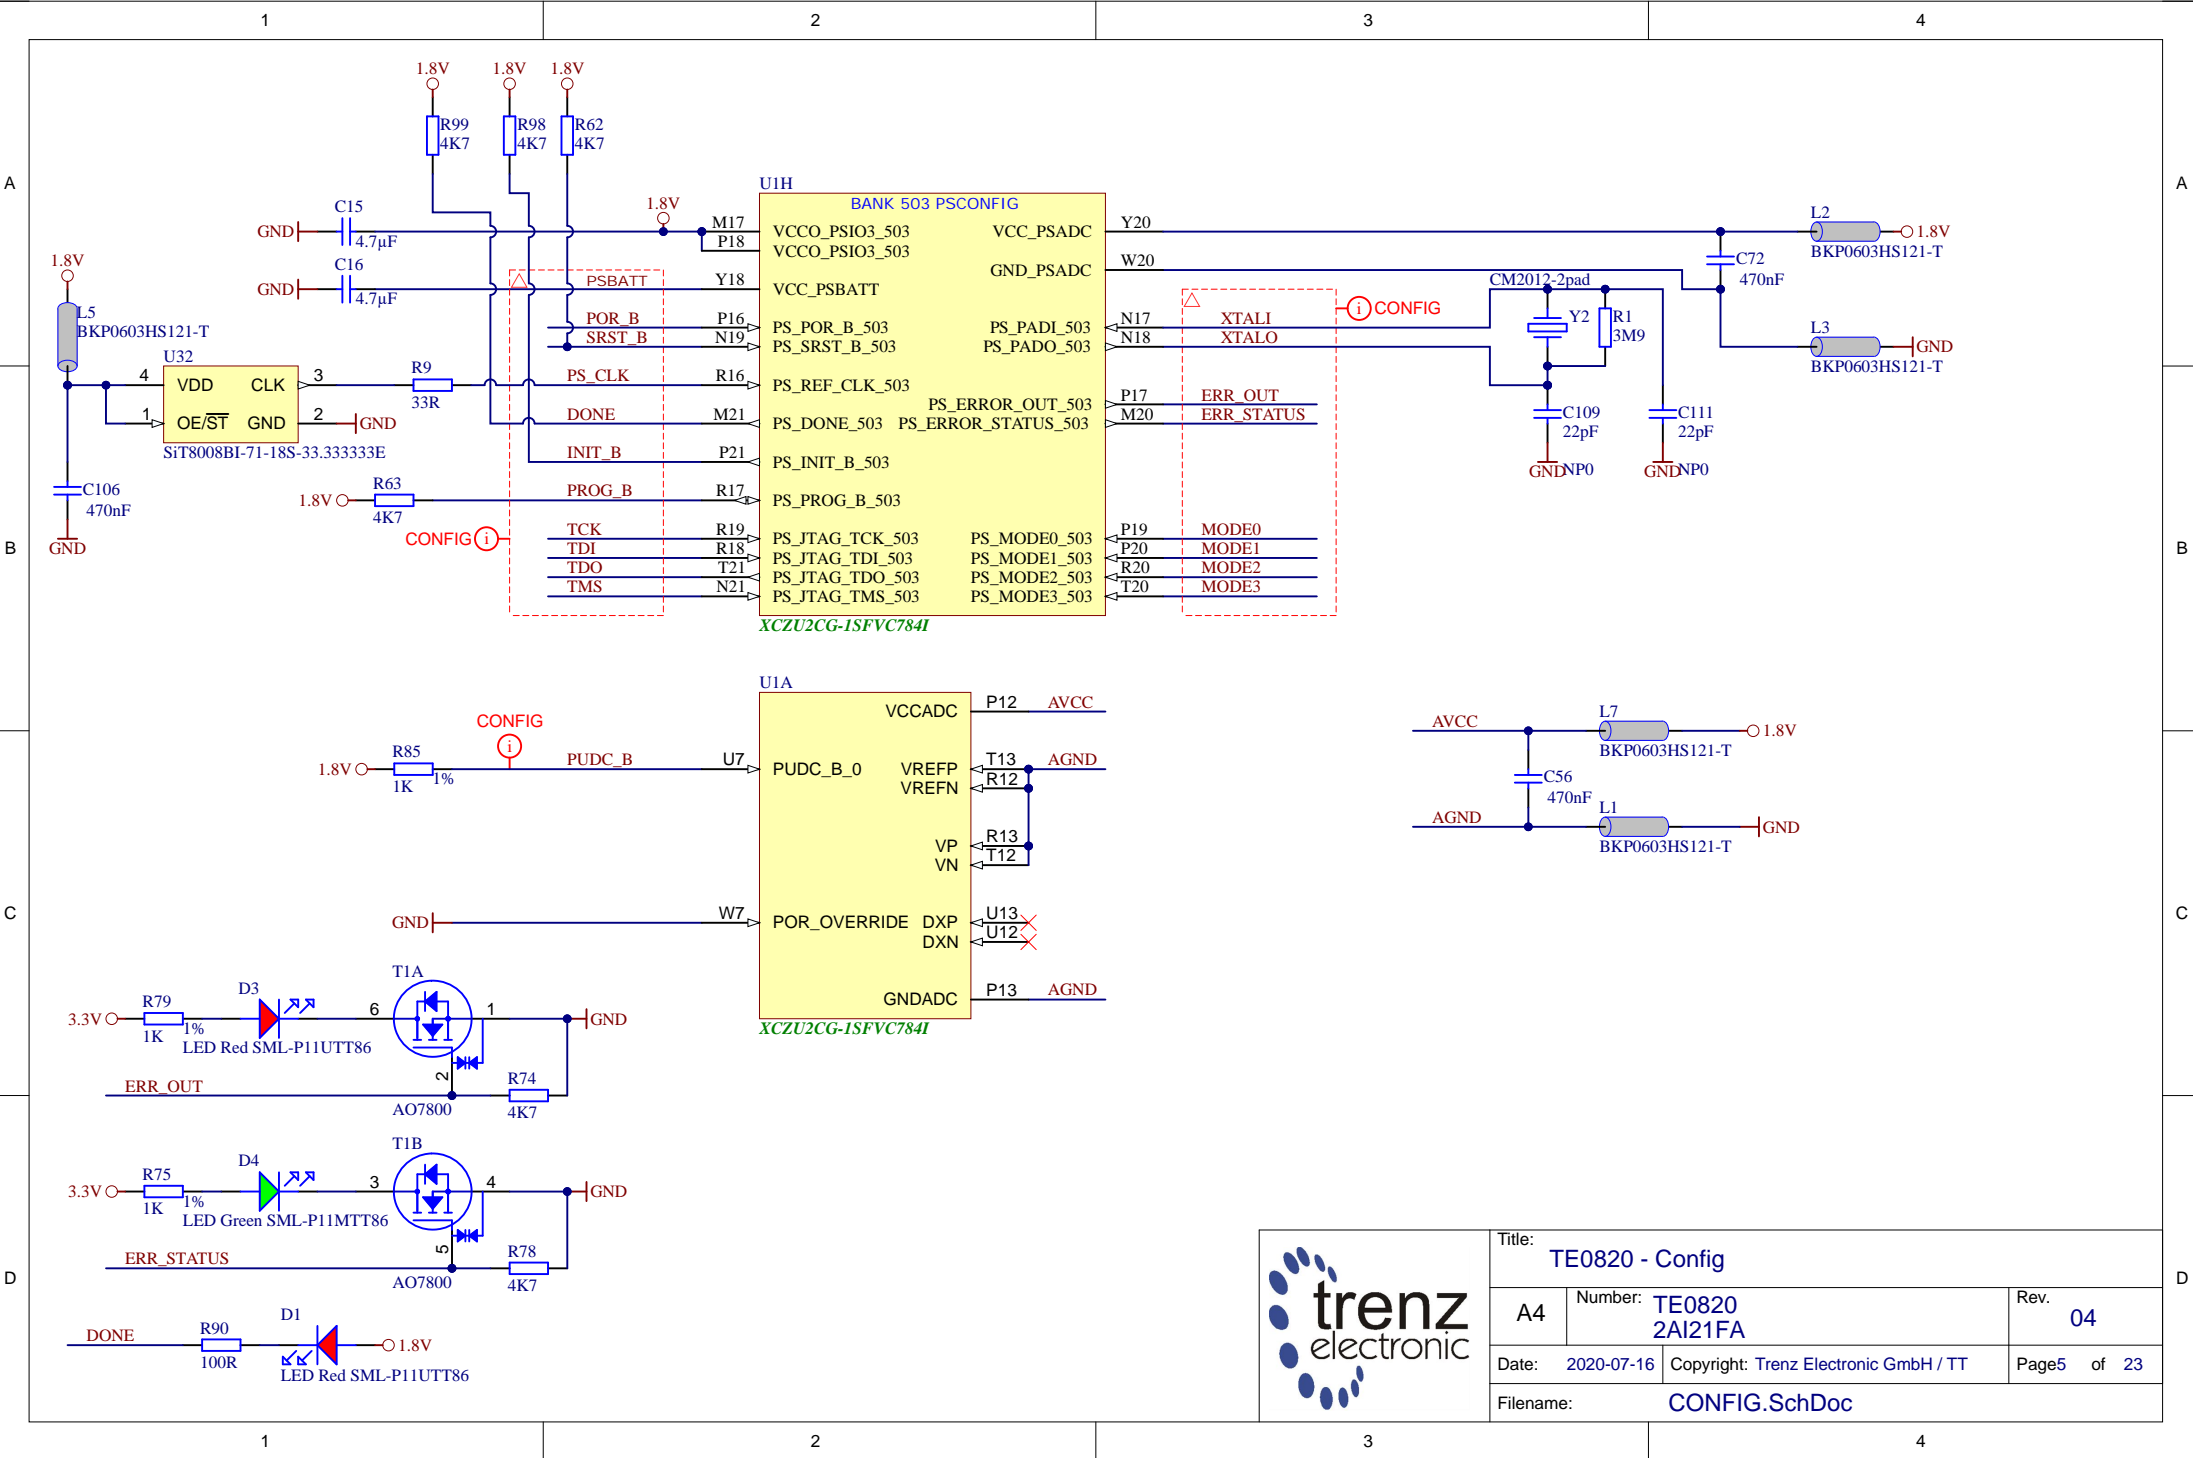 1 2 3 4
A A
B B
C C
D D
1.8V 1.8V 1.8V
R99 R98 R62
4K7 4K7 4K7
U1H
BANK 503 PSCONFIG
C15
GND 4.7µF
1.8V
M17 VCCO_PSIO3_503
P18 VCCO_PSIO3_503
C16
GND 4.7µF
PSBATT Y18 VCC_PSBATT
POR_B P16 PS_POR_B_503
SRST_B N19 PS_SRST_B_503
1.8V
L5
BKP0603HS121-T
U32
4 VDD CLK 3
1 OE/ST GND 2 GND
SiT8008BI-71-18S-33.333333E
R9
33R
PS_CLK R16 PS_REF_CLK_503
DONE M21 PS_DONE_503
INIT_B P21 PS_INIT_B_503
C106
470nF
GND
R63
1.8V
4K7
PROG_B R17 PS_PROG_B_503
CONFIG i
TCK R19 PS_JTAG_TCK_503
TDI R18 PS_JTAG_TDI_503
TDO T21 PS_JTAG_TDO_503
TMS N21 PS_JTAG_TMS_503
VCC_PSADC Y20
GND_PSADC W20
PS_PADI_503 N17 XTALI
PS_PADO_503 N18 XTALO
PS_ERROR_OUT_503 P17 ERR_OUT
PS_ERROR_STATUS_503 M20 ERR_STATUS
PS_MODE0_503 P19 MODE0
PS_MODE1_503 P20 MODE1
PS_MODE2_503 R20 MODE2
PS_MODE3_503 T20 MODE3
XCZU2CG-1SFVC784I
i CONFIG
CM2012-2pad
Y2
R1
3M9
C109
22pF
GND NP0
C111
22pF
GND NP0
L2
1.8V
BKP0603HS121-T
C72
470nF
L3
GND
BKP0603HS121-T
U1A
CONFIG
i
R85
1.8V
1K 1%
PUDC_B U7 PUDC_B_0
GND W7 POR_OVERRIDE
VCCADC P12 AVCC
VREFP T13 AGND
VREFN R12
VP R13
VN T12
DXP U13
DXN U12
GNDADC P13 AGND
XCZU2CG-1SFVC784I
AVCC
L7
1.8V
BKP0603HS121-T
C56
470nF
AGND
L1
GND
BKP0603HS121-T
T1A
D3
R79
3.3V 6 1 GND
1K 1%
LED Red SML-P11UTT86
2
R74
ERR_OUT
AO7800 4K7
T1B
D4
R75
3.3V 3 4 GND
1K 1%
LED Green SML-P11MTT86
5
R78
ERR_STATUS
AO7800 4K7
D1
DONE R90 1.8V
100R
LED Red SML-P11UTT86
trenz
electronic
Title:
TE0820 - Config
A4
Number: TE0820
2AI21FA
Rev.
04
Date: 2020-07-16 Copyright: Trenz Electronic GmbH / TT Page5 of 23
Filename: CONFIG.SchDoc
1 2 3 4